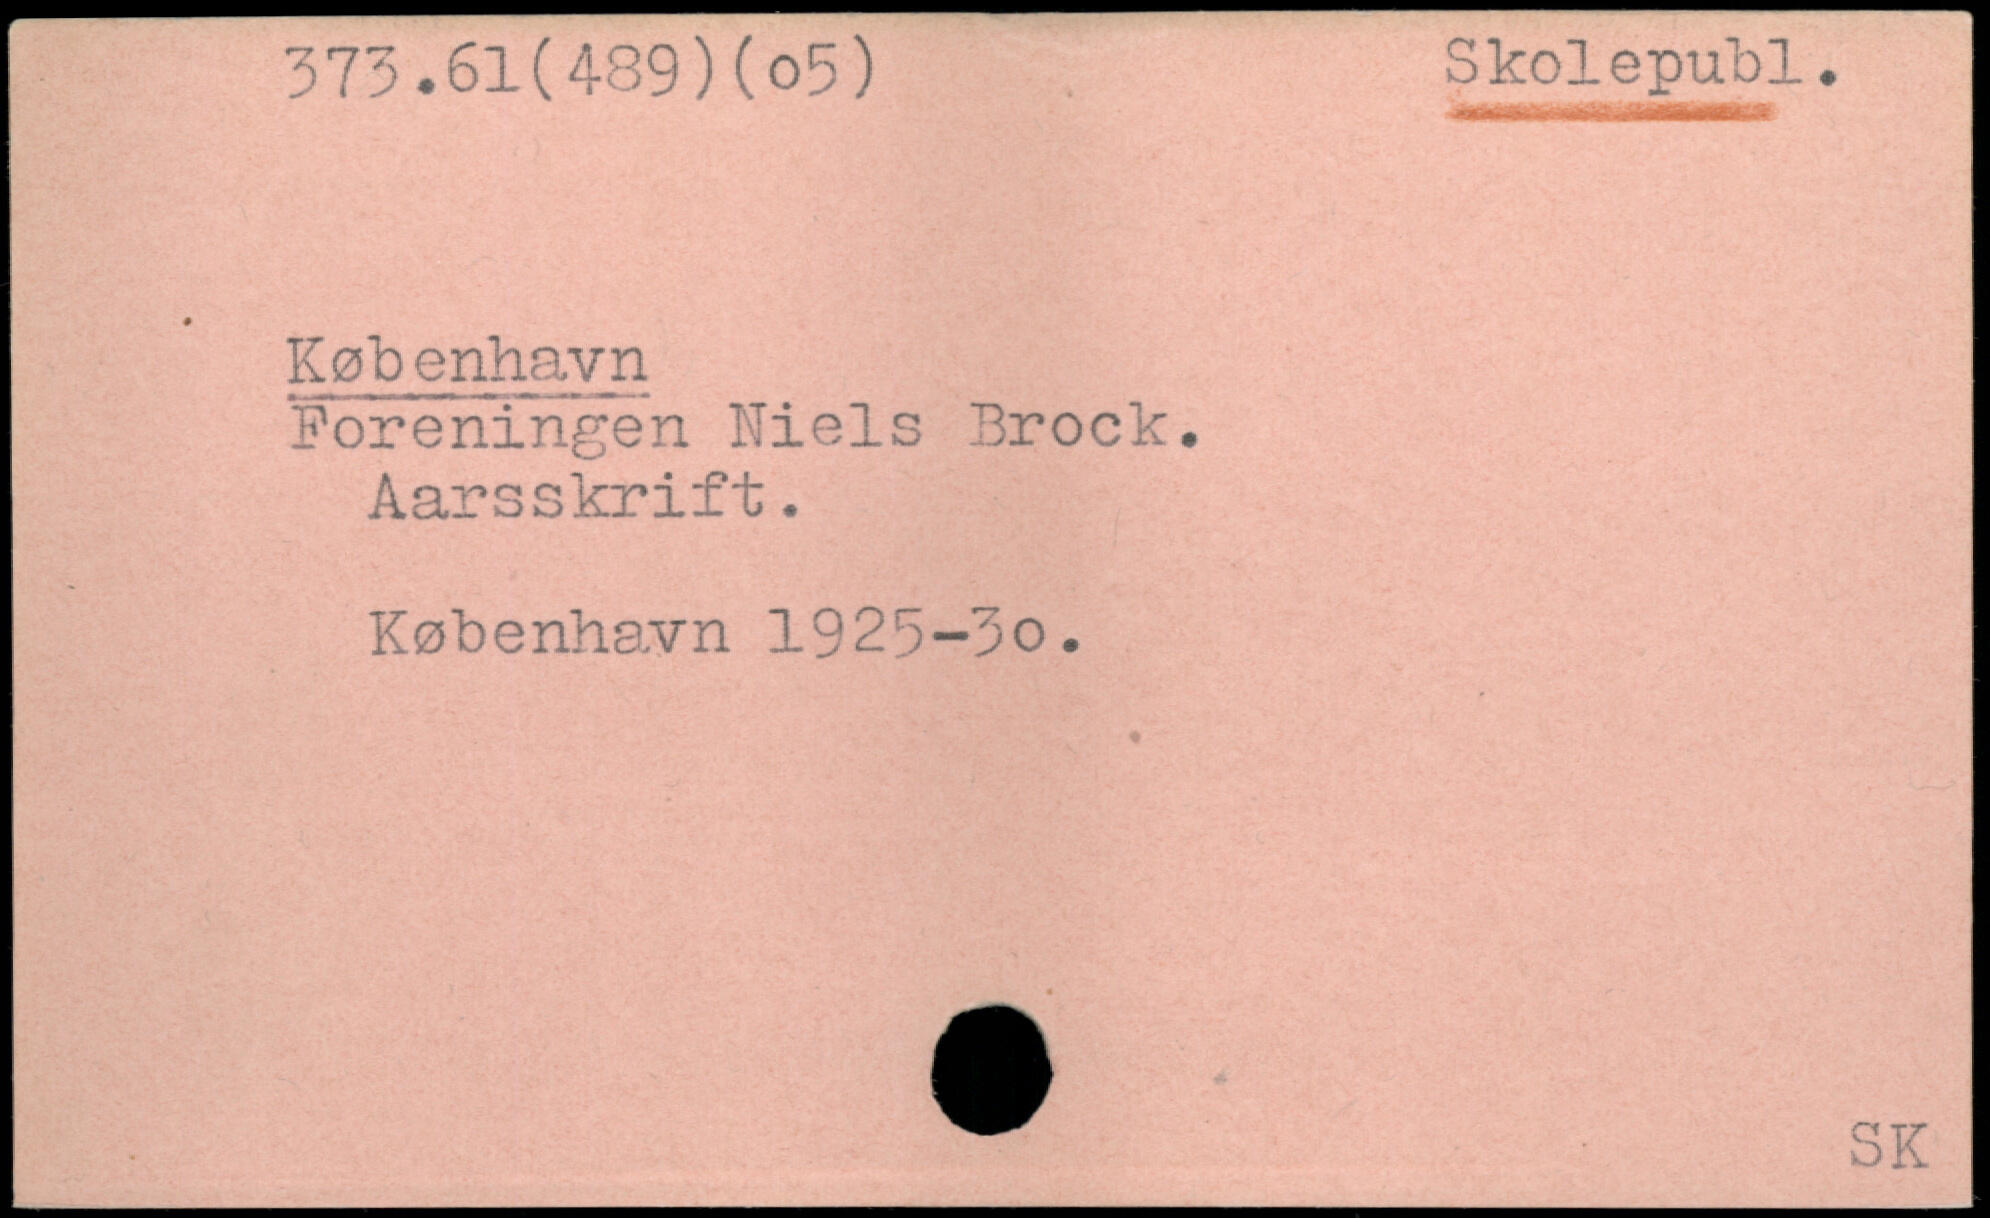 373.61(489)(o5) Skolepubl.
København
Foreningen Niels Brock.
Aarsskrift.
København 1925-3o.
SK